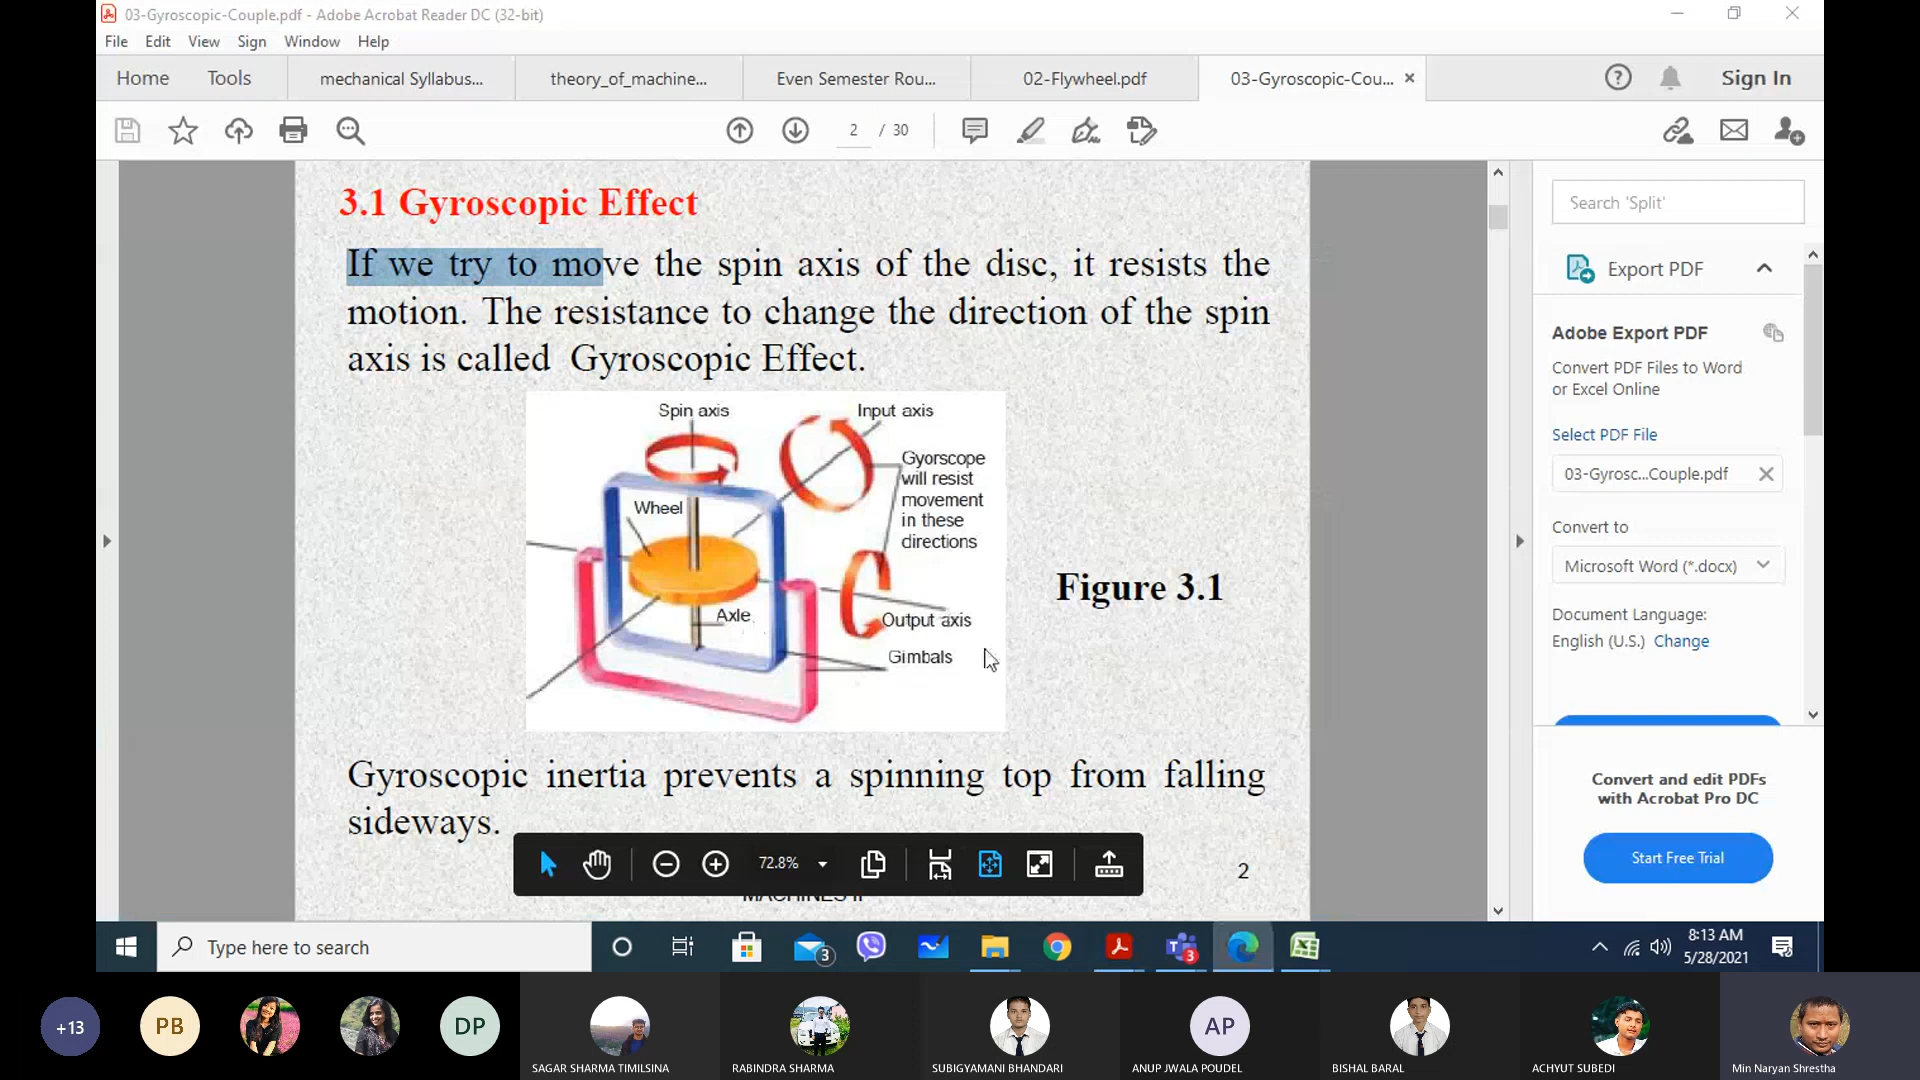 03-Gyroscopic-Couple.pdf - Adobe Acrobat Reader DC (32-bit)
File Edit View Sign Window Help
Home Tools mechanical Syllabus... theory_of_machine... Even Semester Rou... 02-Flywheel.pdf 03-Gyroscopic-Cou... Sign In
2 / 30
3.1 Gyroscopic Effect
If we try to move the spin axis of the disc, it resists the
motion. The resistance to change the direction of the spin
axis is called Gyroscopic Effect.
Spin axis
Input axis
Gyorscope
will resist
movement
in these
directions
Wheel
Axle
Output axis
Gimbals
Figure 3.1
Gyroscopic inertia prevents a spinning top from falling
sideways.
72.8%
2
MACHINES II
Search 'Split'
Export PDF
Adobe Export PDF
Convert PDF Files to Word
or Excel Online
Select PDF File
03-Gyrosc...Couple.pdf
Convert to
Microsoft Word (*.docx)
Document Language:
English (U.S.) Change
Convert and edit PDFs
with Acrobat Pro DC
Start Free Trial
Type here to search
3
3
8:13 AM
5/28/2021
+13
PB
DP
AP
SAGAR SHARMA TIMILSINA
RABINDRA SHARMA
SUBIGYAMANI BHANDARI
ANUP JWALA POUDEL
BISHAL BARAL
ACHYUT SUBEDI
Min Naryan Shrestha